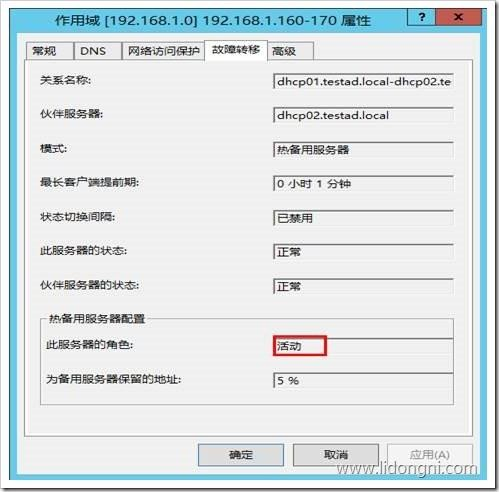 作用域 [192.168.1.0] 192.168.1.160-170 属性
?
常规 DNS 网络访问保护 故障转移 高级
关系名称: dhcp01.testad.local-dhcp02.te
伙伴服务器: dhcp02.testad.local
模式: 热备用服务器
最长客户端提前期: 0 小时 1 分钟
状态切换间隔: 已禁用
此服务器的状态: 正常
伙伴服务器的状态: 正常
热备用服务器配置
此服务器的角色: 活动
为备用服务器保留的地址: 5 %
确定 取消 应用(A)
www.lidongni.com